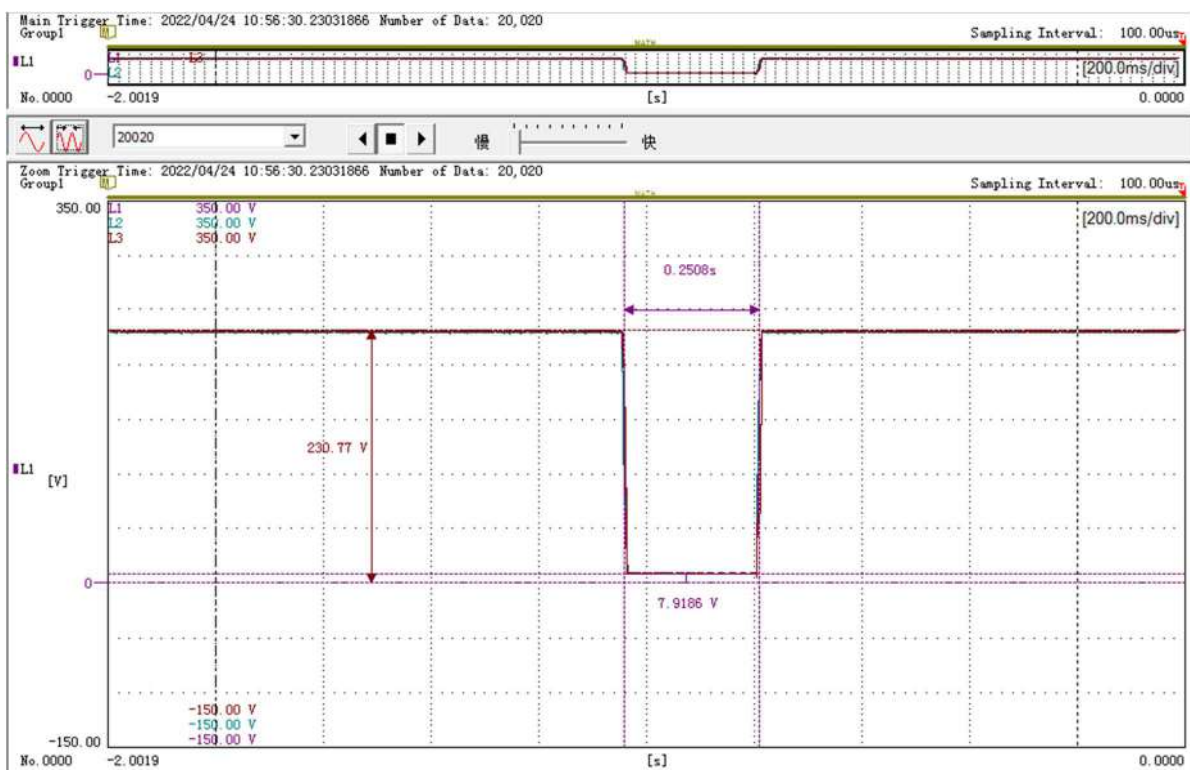 Main Trigger Time: 2022/04/24 10:56:30.23031866 Number of Data: 20,020
Group1
Sampling Interval: 100.00us
MATH
L1
L1 L3
L2
0
[200.0ms/div]
No.0000 -2.0019 [s] 0.0000
20020 慢 快
Zoom Trigger Time: 2022/04/24 10:56:30.23031866 Number of Data: 20,020
Group1
Sampling Interval: 100.00us
350.00 L1 350.00 V
L2 350.00 V
L3 350.00 V
[200.0ms/div]
0.2508s
230.77 V
L1
[V]
0
7.9186 V
-150.00 V
-150.00 V
-150.00 -150.00 V
No.0000 -2.0019 [s] 0.0000